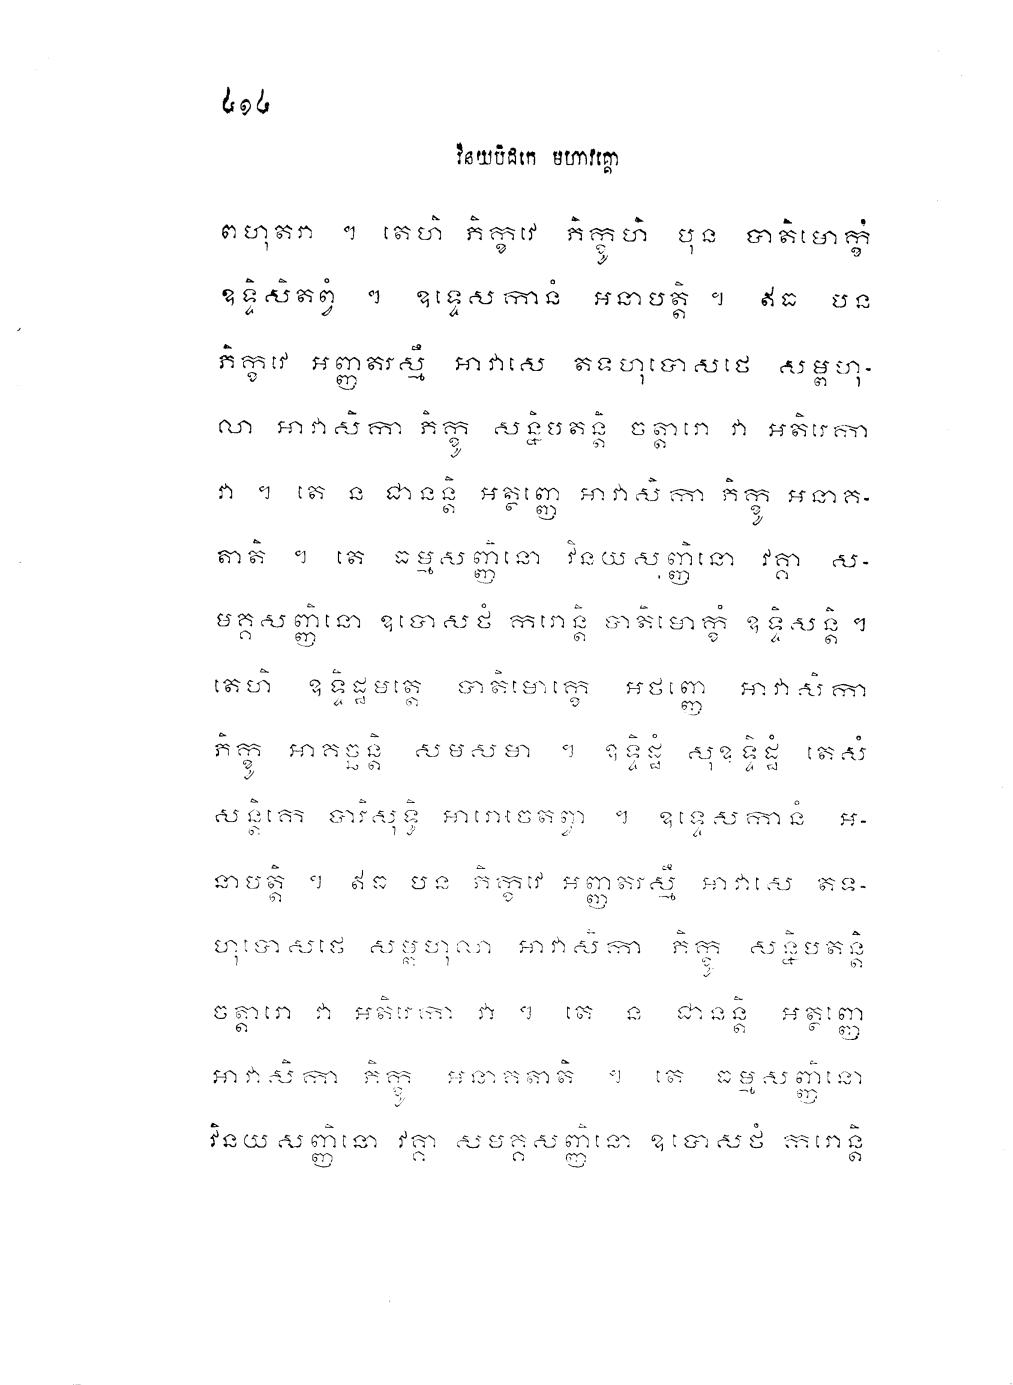 ៤១៤
វិនយបិដកេ មហាវគ្គោ
ពហុតរា ។ តេហិ ភិក្ខវេ ភិក្ខូហិ បុន បាតិមោក្ខំ
ឧទ្ទិសិតព្វំ ។ ឧទ្ទេសកានំ អនាបត្តិ ។ ឥធ បន
ភិក្ខវេ អញ្ញតរស្មឹ អាវាសេ តទហុបោសថេ សម្ពហុ-
លា អាវាសិកា ភិក្ខូ សន្និបតន្តិ ចត្តារោ វា អតិរេកា
វា ។ តេ ន ជានន្តិ អត្ថញ្ញេ អាវាសិកា ភិក្ខូ អនាគ-
តាតិ ។ តេ ធម្មសញ្ញិនោ វិនយសញ្ញិនោ វគ្គា ស-
មគ្គសញ្ញិនោ ឧបោសថំ ករោន្តិ បាតិមោក្ខំ ឧទ្ទិសន្តិ ។
តេហិ ឧទ្ទិដ្ឋមត្តេ បាតិមោក្ខេ អថញ្ញេ អាវាសិកា
ភិក្ខូ អាគច្ឆន្តិ សមសមា ។ ឧទ្ទិដ្ឋំ សុឧទ្ទិដ្ឋំ តេសំ
សន្តិកេ បារិសុទ្ធិ អារោចេតព្វា ។ ឧទ្ទេសកានំ អ-
នាបត្តិ ។ ឥធ បន ភិក្ខវេ អញ្ញតរស្មឹ អាវាសេ តទ-
ហុបោសថេ សម្ពហុលា អាវាសិកា ភិក្ខូ សន្និបតន្តិ
ចត្តារោ វា អតិរេកា វា ។ តេ ន ជានន្តិ អត្ថញ្ញេ
អាវាសិកា ភិក្ខូ អនាគតាតិ ។ តេ ធម្មសញ្ញិនោ
វិនយសញ្ញិនោ វគ្គា សមគ្គសញ្ញិនោ ឧបោសថំ ករោន្តិ